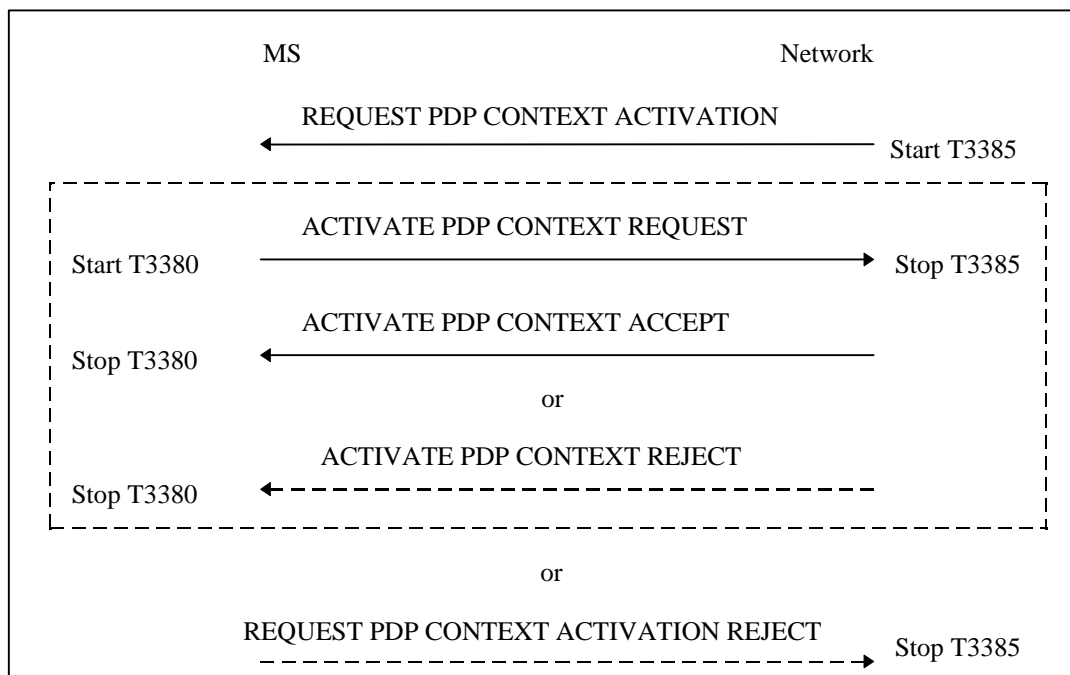 MS Network
REQUEST PDP CONTEXT ACTIVATION
Start T3385
ACTIVATE PDP CONTEXT REQUEST
Start T3380 Stop T3385
ACTIVATE PDP CONTEXT ACCEPT
Stop T3380
or
ACTIVATE PDP CONTEXT REJECT
Stop T3380
or
REQUEST PDP CONTEXT ACTIVATION REJECT
Stop T3385